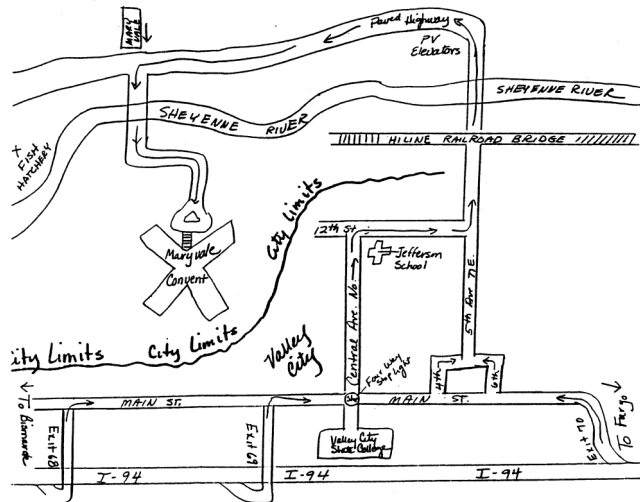 MARY
VALE
Paved Highway
PV
Elevators
SHEYENNE RIVER
SHEYENNE
RIVER
HILINE RAILROAD BRIDGE
X
FISH
HATCHERY
City Limits
12th St.
Jefferson
School
Maryvale
Convent
Central Ave. No.
5th Ave N.E.
City Limits
City Limits
Valley
City
Four Way
Stop Light
4th
6th
To Bismarck
MAIN ST.
MAIN ST.
To Fargo
Exit 68
Exit 69
Exit 70
Valley City
State College
I-94
I-94
I-94